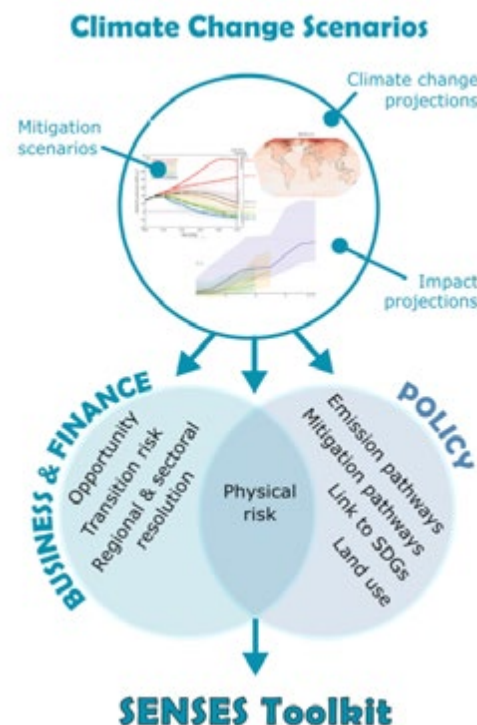 Climate Change Scenarios
Climate change
projections
Mitigation
scenarios
Impact
projections
BUSINESS & FINANCE
Opportunity
Transition risk
Regional & sectoral
resolution
Physical
risk
POLICY
Emission pathways
Mitigation pathways
Link to SDGs
Land use
SENSES Toolkit